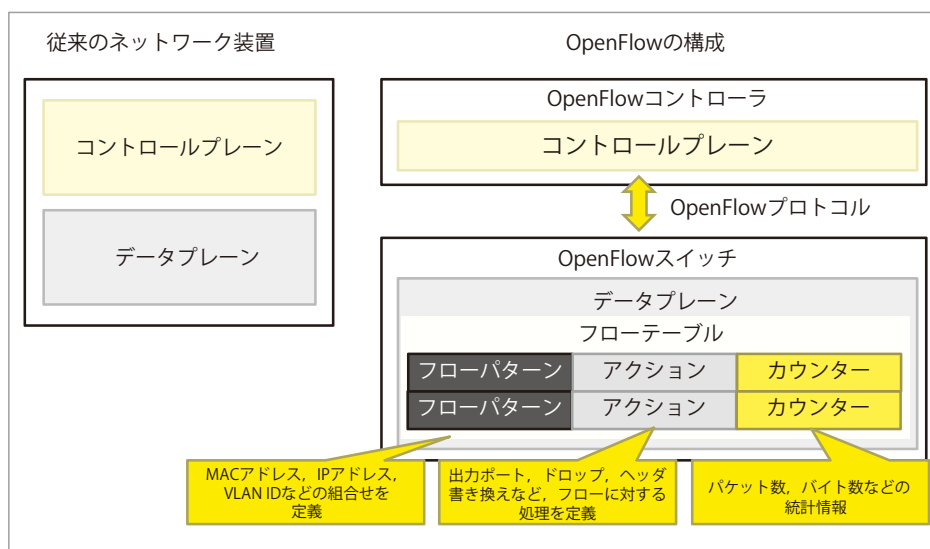 従来のネットワーク装置
コントロールプレーン
データプレーン
OpenFlowの構成
OpenFlowコントローラ
コントロールプレーン
OpenFlowプロトコル
OpenFlowスイッチ
データプレーン
フローテーブル
フローパターン アクション カウンター
フローパターン アクション カウンター
MACアドレス，IPアドレス，
VLAN IDなどの組合せを
定義
出力ポート，ドロップ，ヘッダ
書き換えなど，フローに対する
処理を定義
パケット数，バイト数などの
統計情報